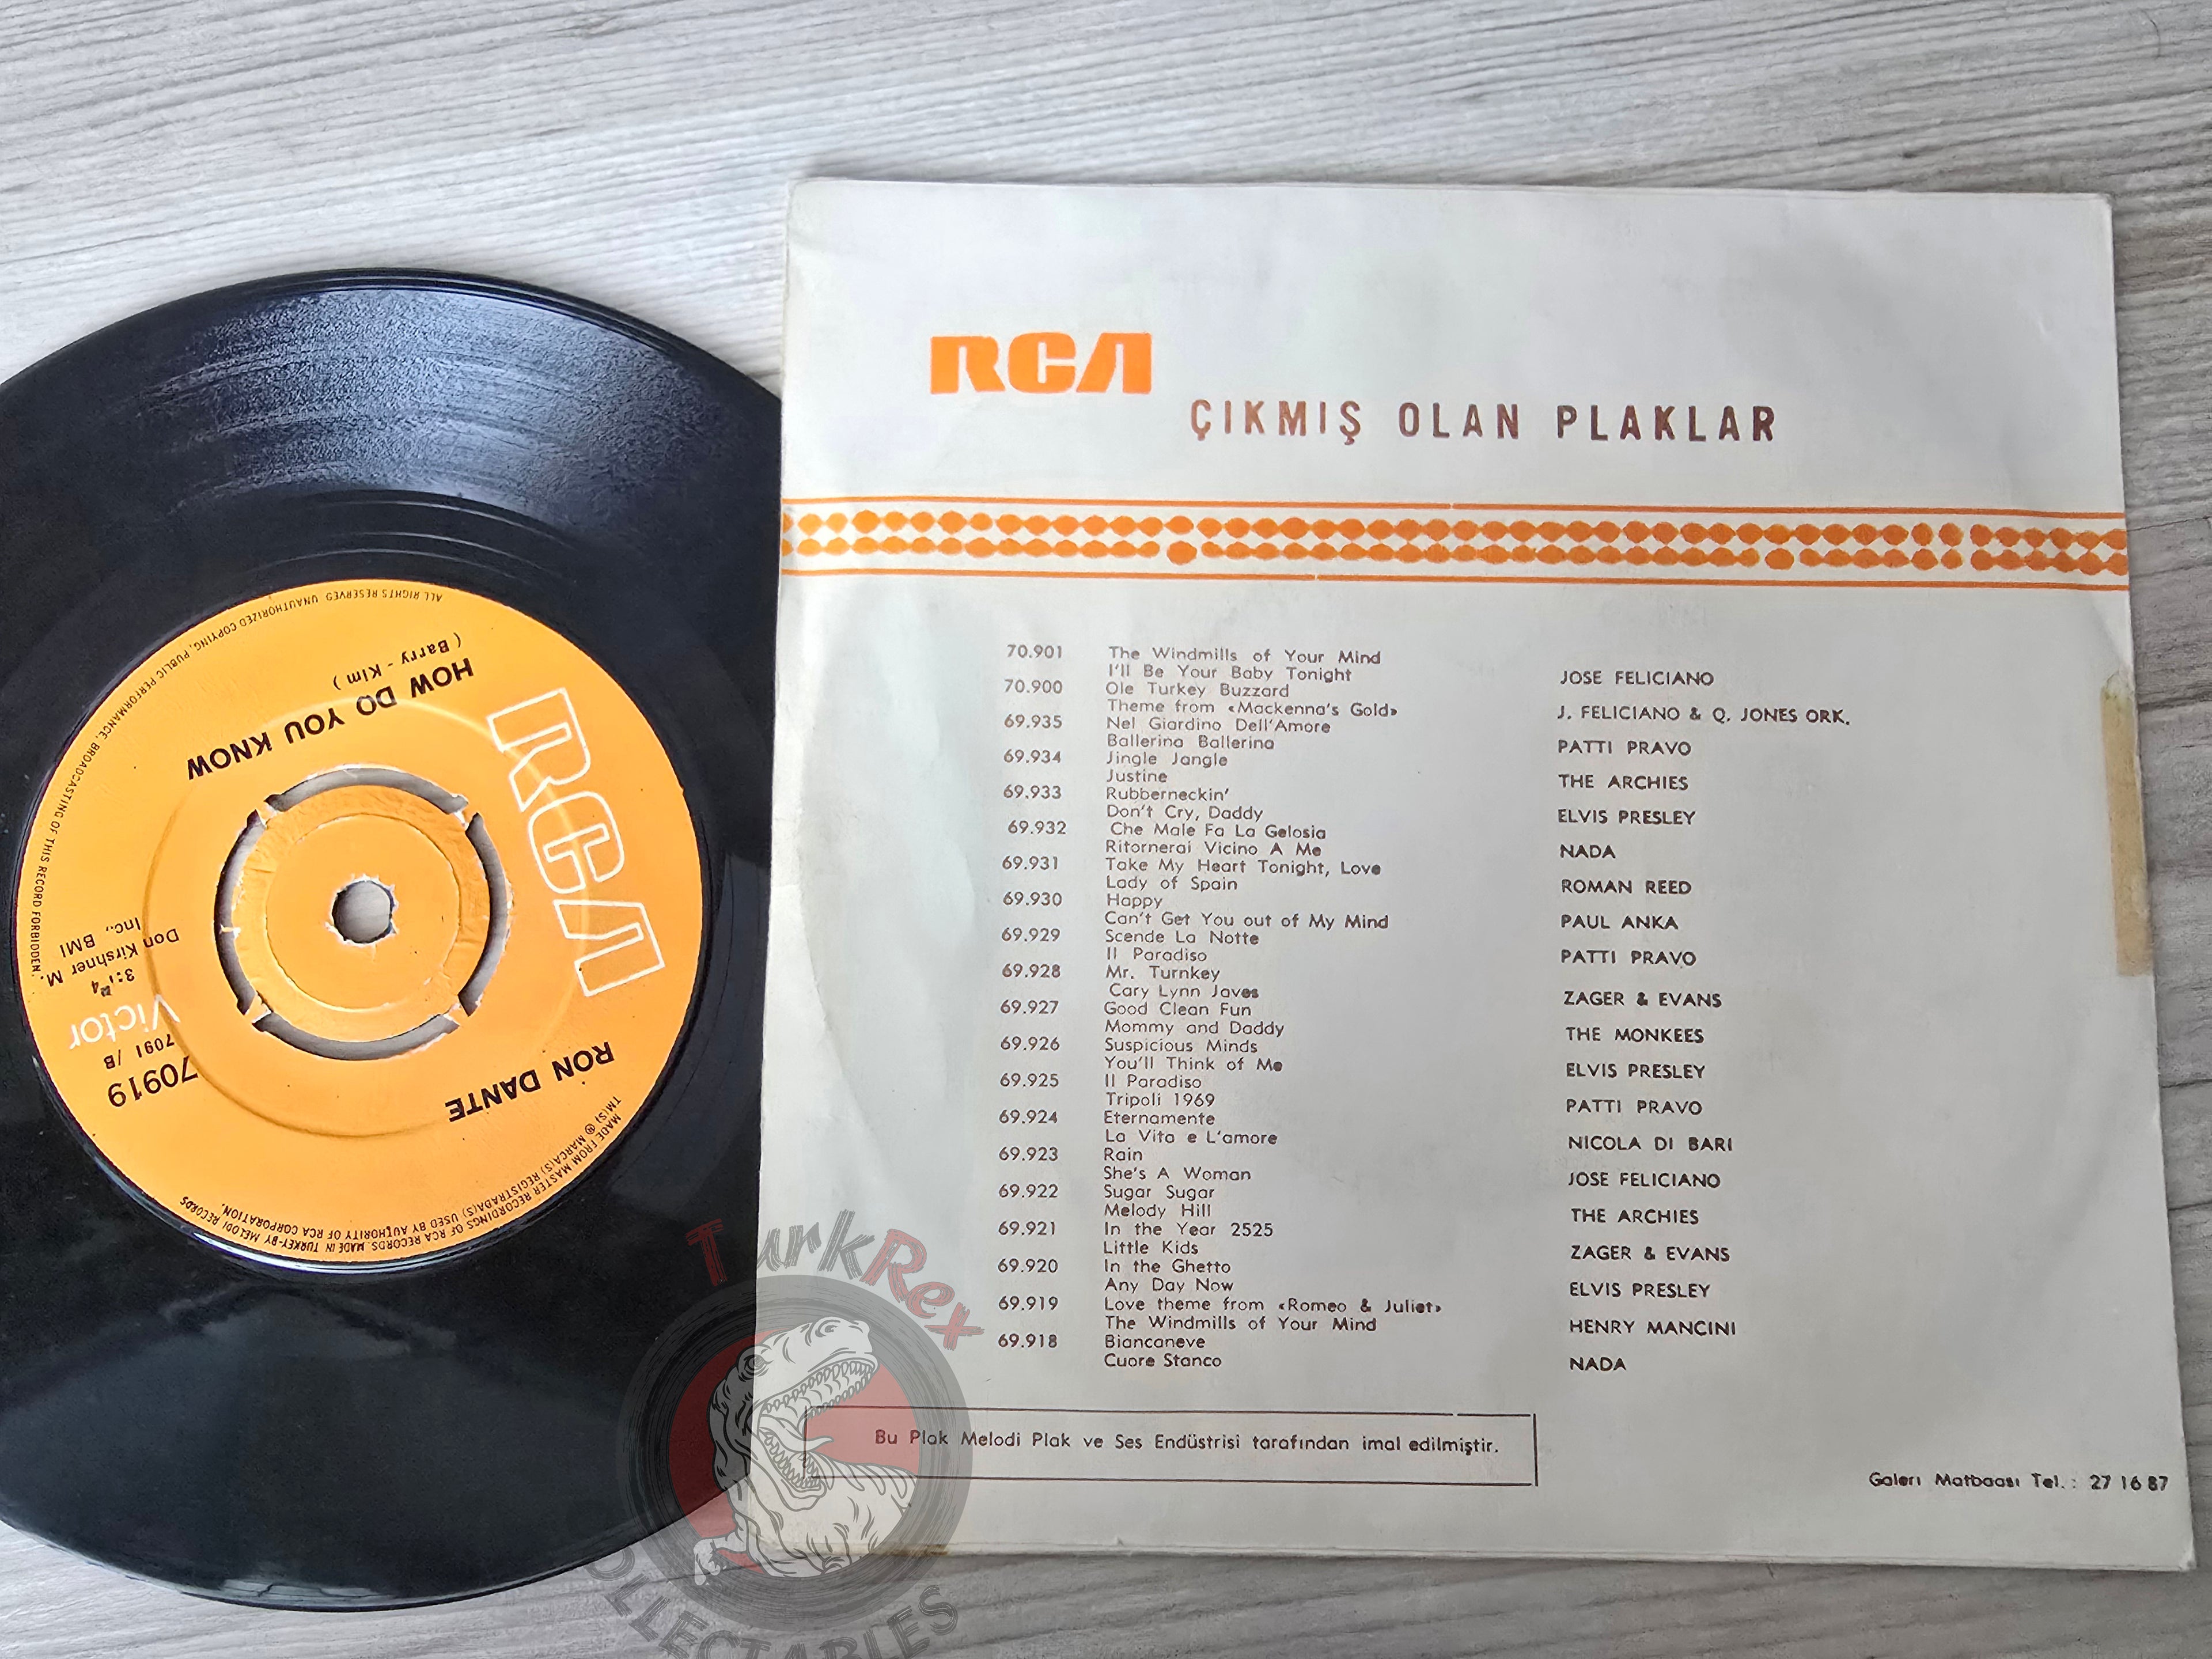 RCA
ÇIKMIŞ OLAN PLAKLAR
70.901 The Windmills of Your Mind
I'll Be Your Baby Tonight JOSE FELICIANO
70.900 Ole Turkey Buzzard
Theme from «Mackenna's Gold» J. FELICIANO & Q. JONES ORK.
69.935 Nel Giardino Dell'Amore
Ballerina Ballerina PATTI PRAVO
69.934 Jingle Jangle
Justine THE ARCHIES
69.933 Rubberneckin'
Don't Cry, Daddy ELVIS PRESLEY
69.932 Che Male Fa La Gelosia
Ritornerai Vicino A Me NADA
69.931 Take My Heart Tonight, Love
Lady of Spain ROMAN REED
69.930 Happy
Can't Get You out of My Mind PAUL ANKA
69.929 Scende La Notte
Il Paradiso PATTI PRAVO
69.928 Mr. Turnkey
Cary Lynn Javes ZAGER & EVANS
69.927 Good Clean Fun
Mommy and Daddy THE MONKEES
69.926 Suspicious Minds
You'll Think of Me ELVIS PRESLEY
69.925 Il Paradiso
Tripoli 1969 PATTI PRAVO
69.924 Eternamente
La Vita e L'amore NICOLA DI BARI
69.923 Rain
She's A Woman JOSE FELICIANO
69.922 Sugar Sugar
Melody Hill THE ARCHIES
69.921 In the Year 2525
Little Kids ZAGER & EVANS
69.920 In the Ghetto
Any Day Now ELVIS PRESLEY
69.919 Love theme from «Romeo & Juliet»
The Windmills of Your Mind HENRY MANCINI
69.918 Biancaneve
Cuore Stanco NADA
Bu Plak Melodi Plak ve Ses Endüstrisi tarafından imal edilmiştir.
Galeri Matbaası Tel. : 27 16 87
RCA
Victor
HOW DO YOU KNOW
( Barry - Kim )
Don Kirshner M.
Inc., BMI
70919
7091 /B
RON DANTE
ALL RIGHTS RESERVED UNAUTHORIZED COPYING, PUBLIC PERFORMANCE, BROADCASTING OF THIS RECORD FORBIDDEN.
TM(S) ® MARCA(S) REGISTRADA(S) USED BY AUTHORITY OF RCA CORPORATION.
MADE FROM MASTER RECORDINGS OF RCA RECORDS. MADE IN TURKEY-BY MELODI RECORDS
TurkRex
COLLECTABLES